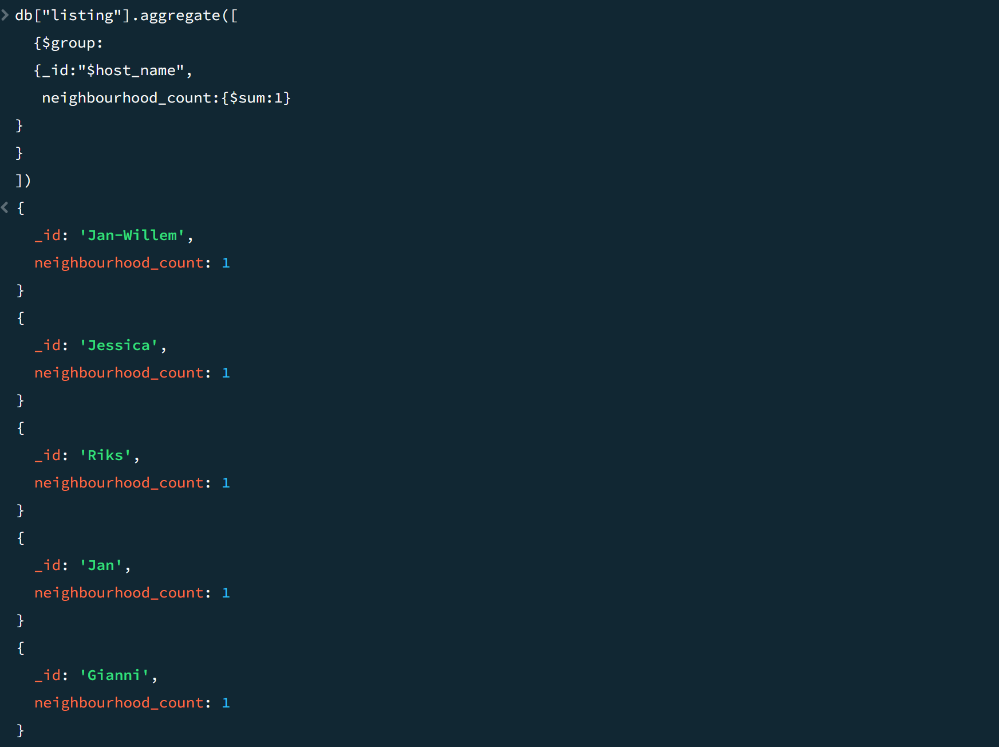 db["listing"].aggregate([
{$group:
{_id:"$host_name",
neighbourhood_count:{$sum:1}
}
}
])
{
_id: 'Jan-Willem',
neighbourhood_count: 1
}
{
_id: 'Jessica',
neighbourhood_count: 1
}
{
_id: 'Riks',
neighbourhood_count: 1
}
{
_id: 'Jan',
neighbourhood_count: 1
}
{
_id: 'Gianni',
neighbourhood_count: 1
}